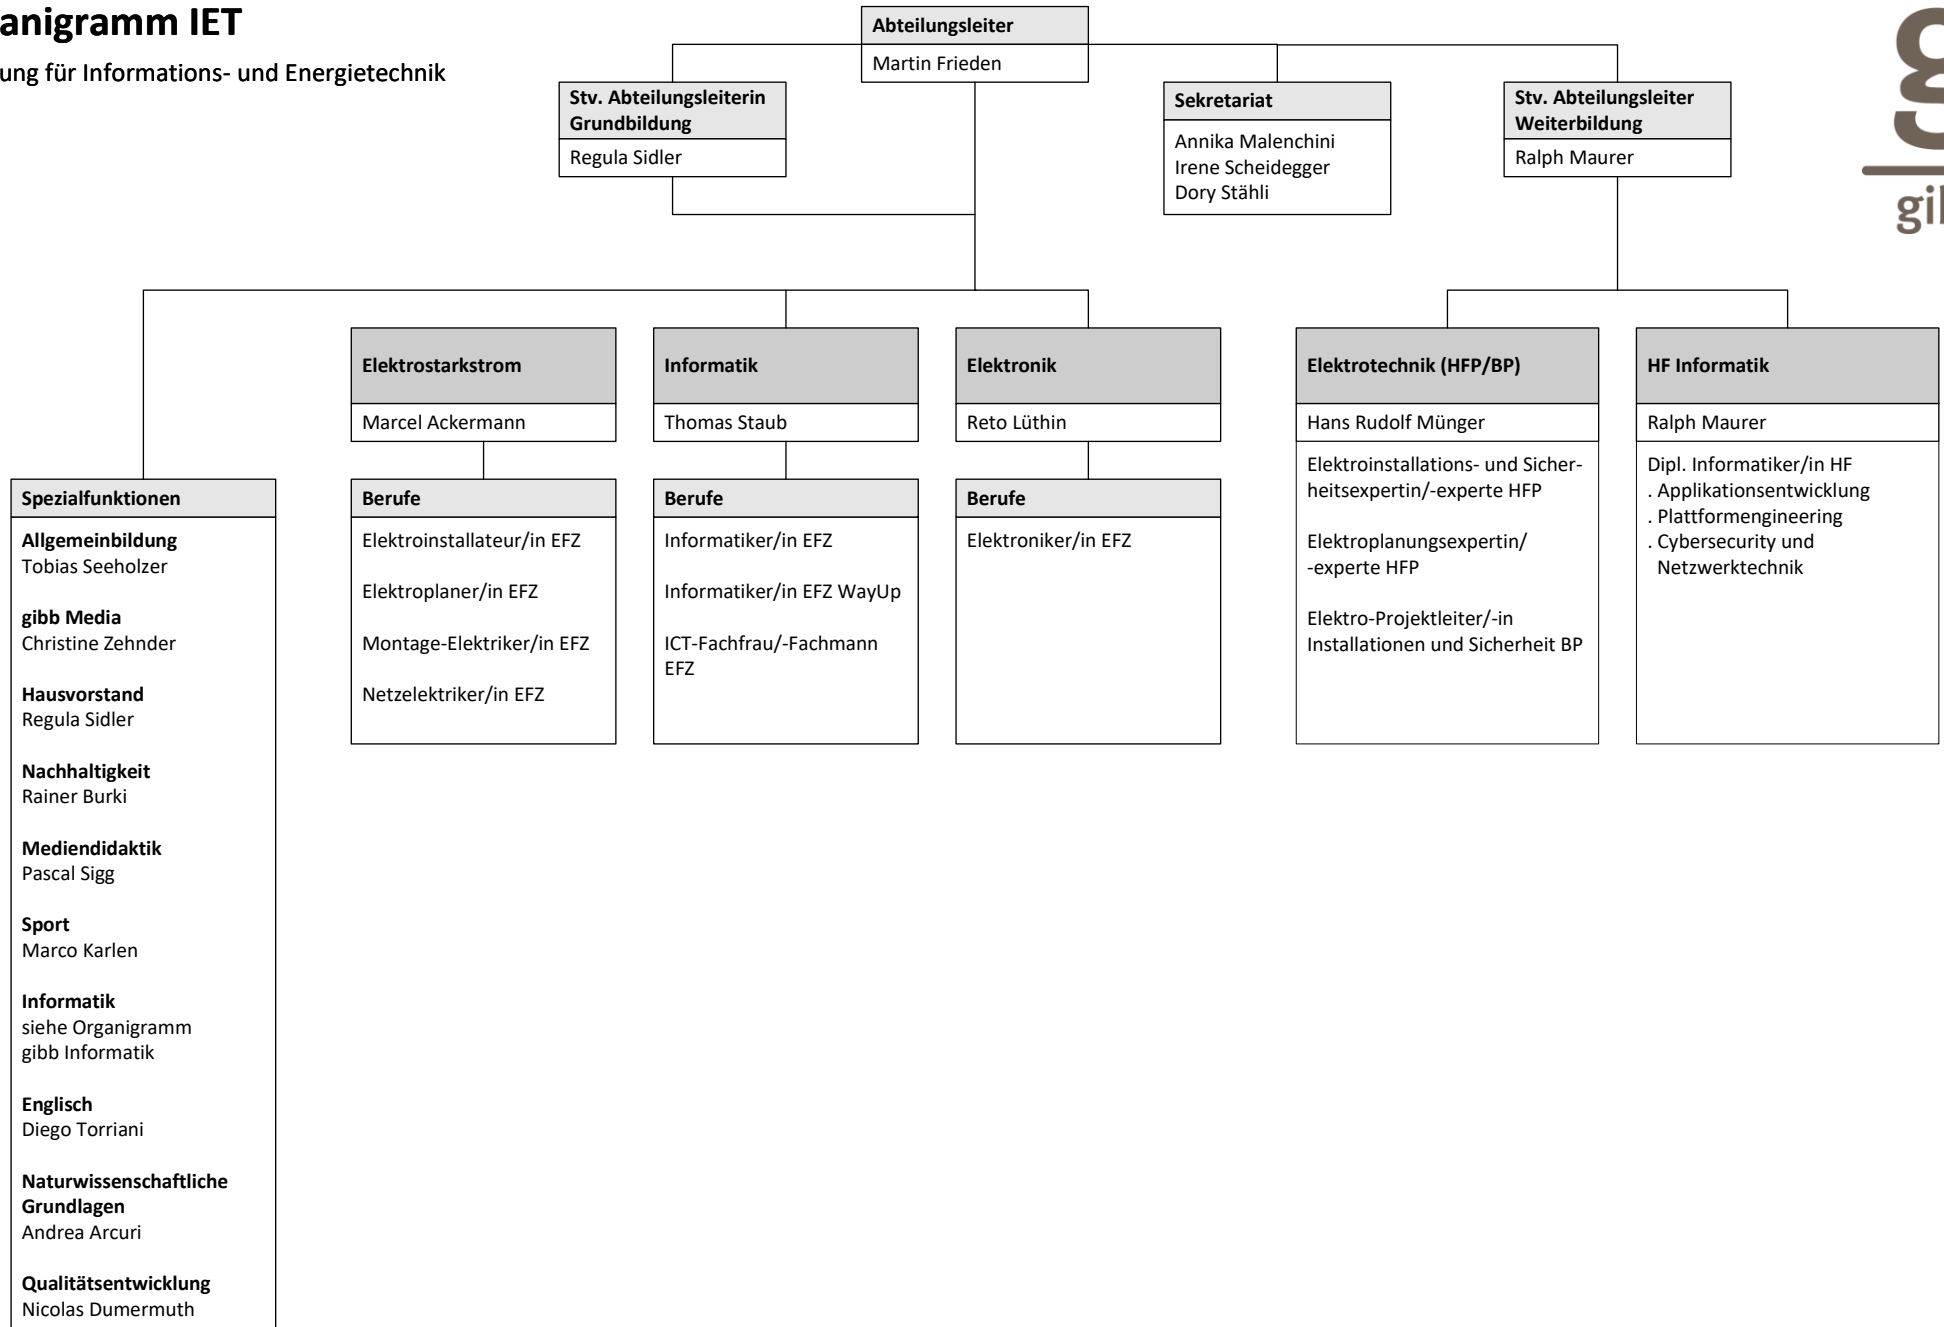 anigramm IET
ung für Informations- und Energietechnik
Abteilungsleiter
Martin Frieden
Stv. Abteilungsleiterin
Grundbildung
Regula Sidler
Sekretariat
Annika Malenchini
Irene Scheidegger
Dory Stähli
Stv. Abteilungsleiter
Weiterbildung
Ralph Maurer
g
gib
Spezialfunktionen
Allgemeinbildung
Tobias Seeholzer
gibb Media
Christine Zehnder
Hausvorstand
Regula Sidler
Nachhaltigkeit
Rainer Burki
Mediendidaktik
Pascal Sigg
Sport
Marco Karlen
Informatik
siehe Organigramm
gibb Informatik
Englisch
Diego Torriani
Naturwissenschaftliche
Grundlagen
Andrea Arcuri
Qualitätsentwicklung
Nicolas Dumermuth
Elektrostarkstrom
Marcel Ackermann
Berufe
Elektroinstallateur/in EFZ
Elektroplaner/in EFZ
Montage-Elektriker/in EFZ
Netzelektriker/in EFZ
Informatik
Thomas Staub
Berufe
Informatiker/in EFZ
Informatiker/in EFZ WayUp
ICT-Fachfrau/-Fachmann
EFZ
Elektronik
Reto Lüthin
Berufe
Elektroniker/in EFZ
Elektrotechnik (HFP/BP)
Hans Rudolf Münger
Elektroinstallations- und Sicher-
heitsexpertin/-experte HFP
Elektroplanungsexpertin/
-experte HFP
Elektro-Projektleiter/-in
Installationen und Sicherheit BP
HF Informatik
Ralph Maurer
Dipl. Informatiker/in HF
. Applikationsentwicklung
. Plattformengineering
. Cybersecurity und
Netzwerktechnik